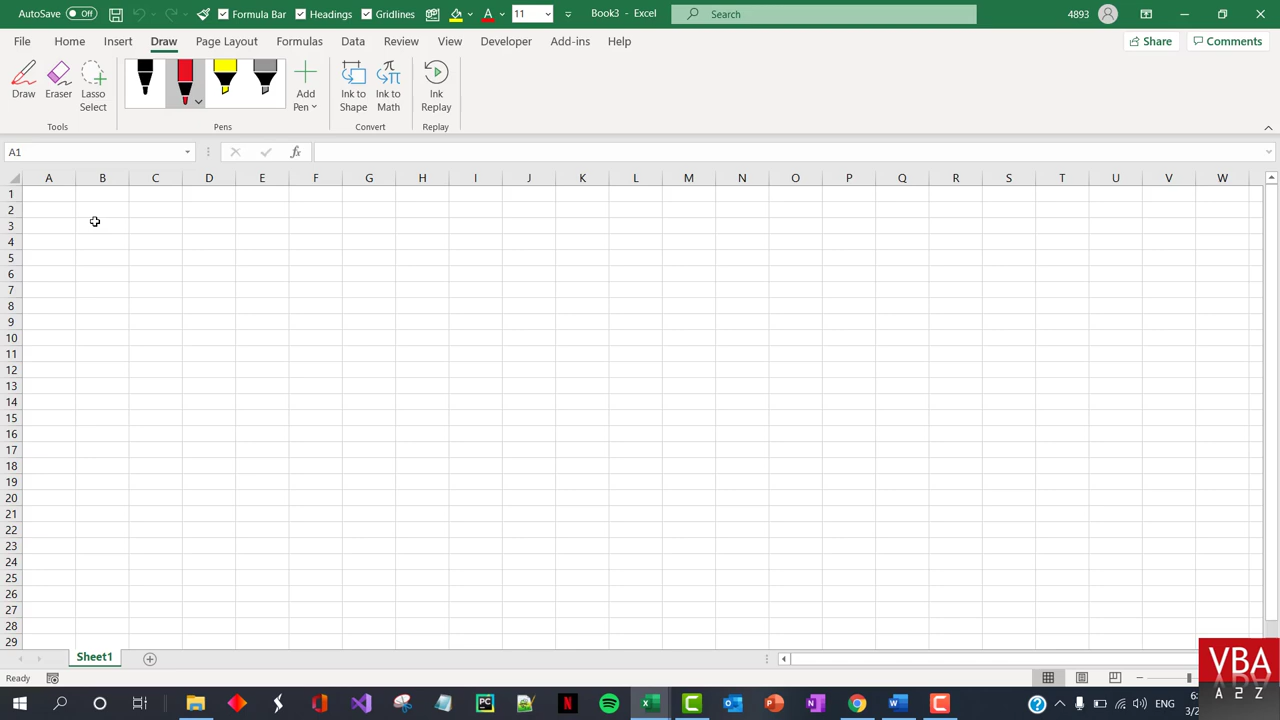 AutoSave Off Formula Bar Headings Gridlines A 11 Book3 - Excel Search 4893
File Home Insert Draw Page Layout Formulas Data Review View Developer Add-ins Help Share Comments
Draw Eraser Lasso Select Add Pen Ink to Shape Ink to Math Ink Replay
Tools Pens Convert Replay
A1 fx
A B C D E F G H I J K L M N O P Q R S T U V W
1
2
3
4
5
6
7
8
9
10
11
12
13
14
15
16
17
18
19
20
21
22
23
24
25
26
27
28
29
Sheet1
Ready
VBA
A 2 Z
ENG